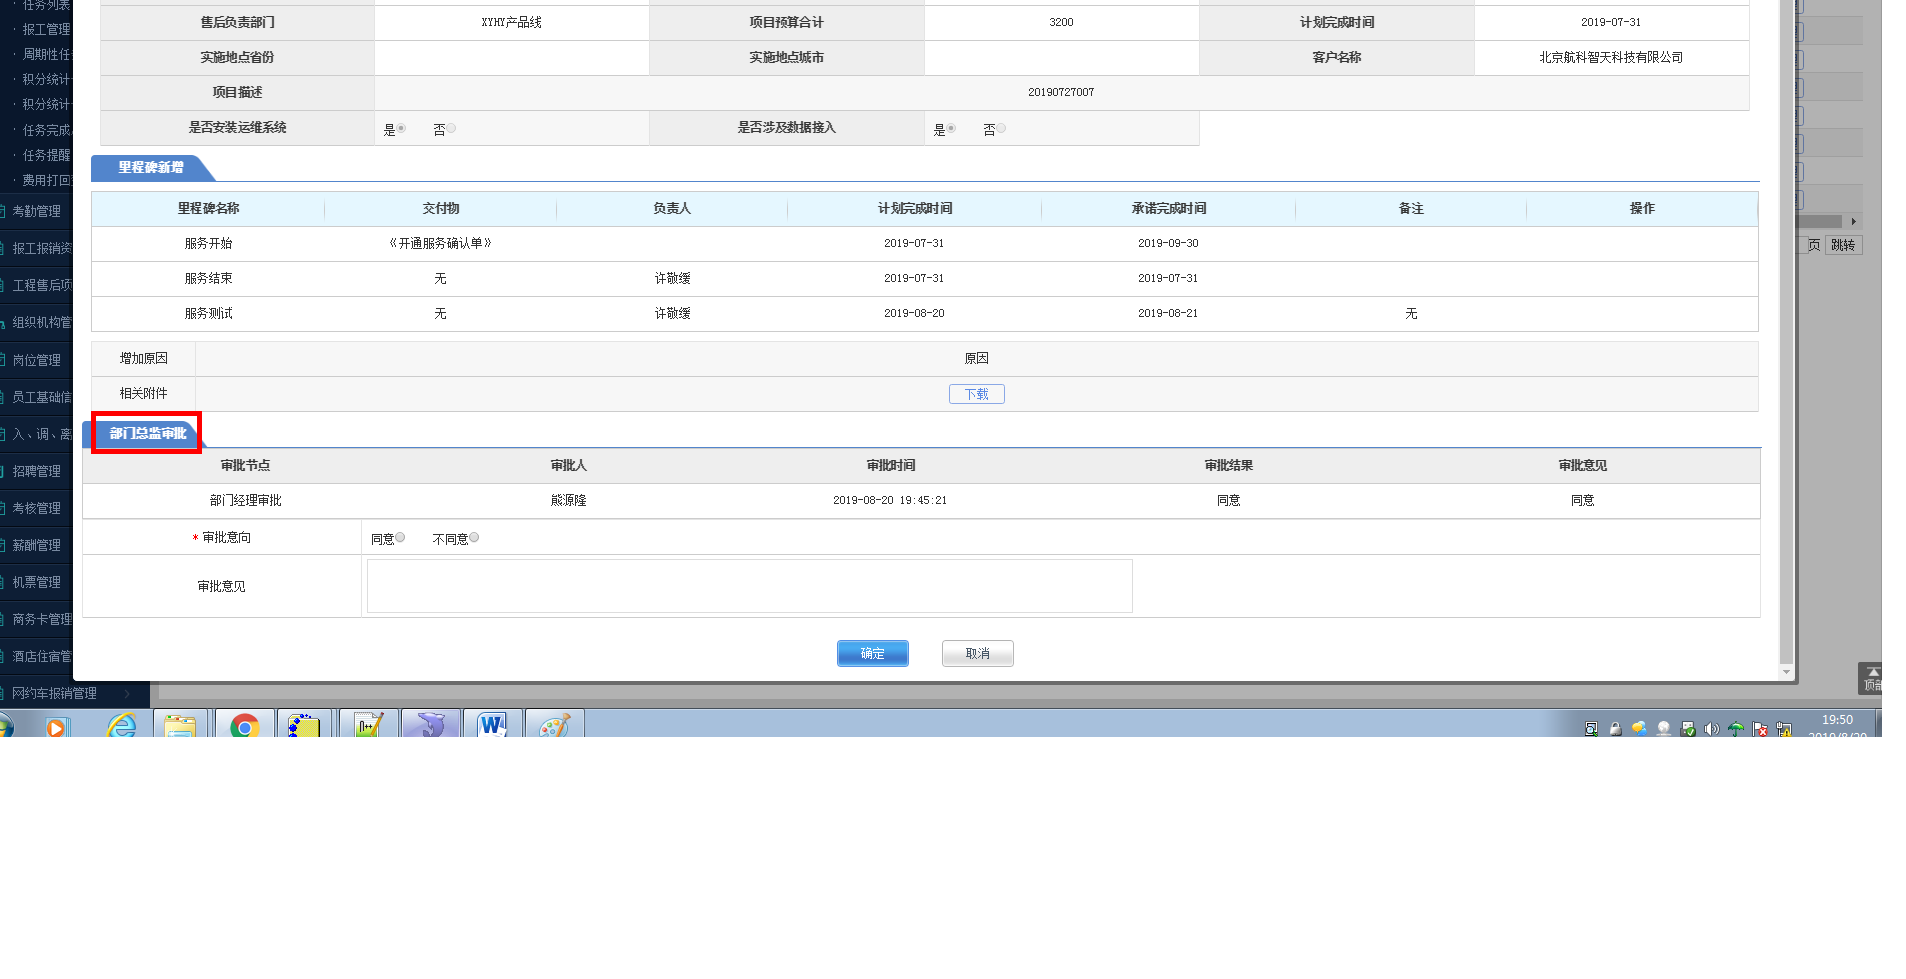 任务列表
售后负责部门 XYHY产品线 项目预算合计 3200 计划完成时间 2019-07-31
报工管理
周期性任
实施地点省份 实施地点城市 客户名称 北京航科智天科技有限公司
积分统计
项目描述 20190727007
积分统计
任务完成
是否安装运维系统 是 否 是否涉及数据接入 是 否
任务提醒
里程碑新增
费用打回
考勤管理
里程碑名称 交付物 负责人 计划完成时间 承诺完成时间 备注 操作
报工报销资
服务开始 《开通服务确认单》 2019-07-31 2019-09-30
页 跳转
工程售后项
服务结束 无 许敬缓 2019-07-31 2019-07-31
组织机构管
服务测试 无 许敬缓 2019-08-20 2019-08-21 无
岗位管理
增加原因 原因
员工基础信
相关附件 下载
入、调、离
部门总监审批
招聘管理
审批节点 审批人 审批时间 审批结果 审批意见
考核管理
部门经理审批 熊源隆 2019-08-20 19:45:21 同意 同意
薪酬管理
* 审批意向 同意 不同意
机票管理
审批意见
商务卡管理
酒店住宿管
确定 取消
网约车报销管理
顶部
19:50
2019/8/20